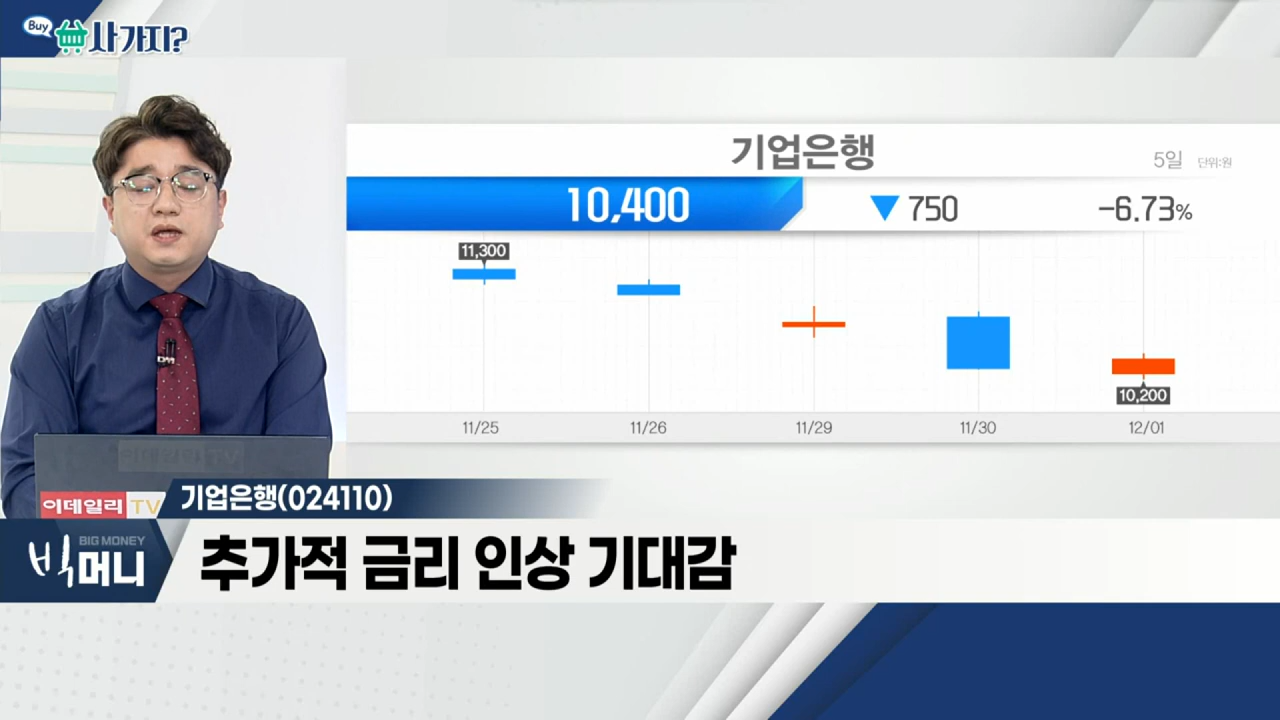 Buy 사가지?
기업은행
5일 단위:원
10,400 ▼750 -6.73%
11,300
10,200
11/25 11/26 11/29 11/30 12/01
이데일리TV
기업은행(024110)
BIG MONEY
빅머니
추가적 금리 인상 기대감